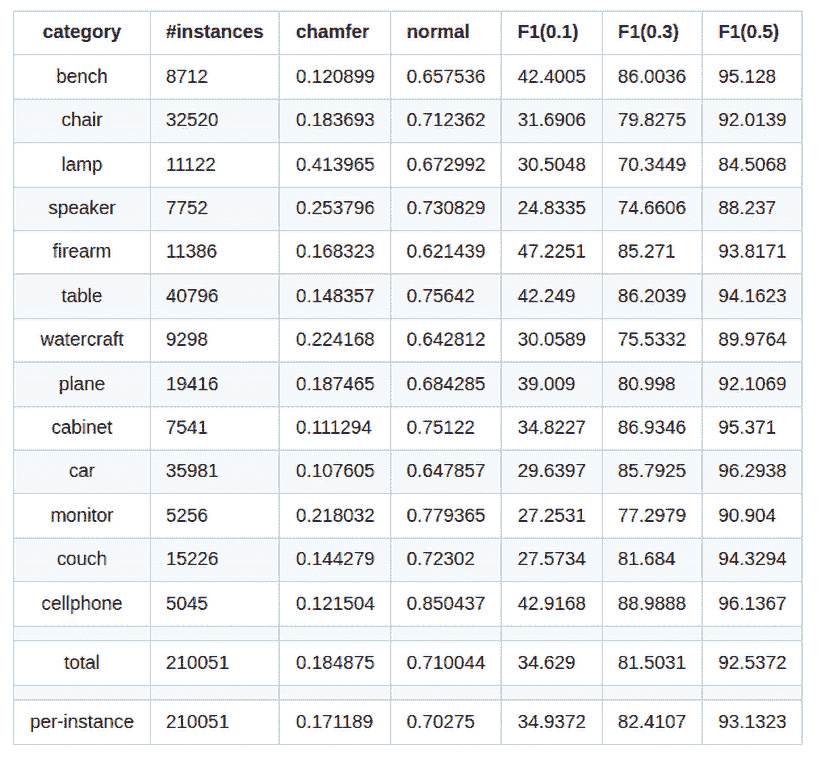 category #instances chamfer normal F1(0.1) F1(0.3) F1(0.5)
bench 8712 0.120899 0.657536 42.4005 86.0036 95.128
chair 32520 0.183693 0.712362 31.6906 79.8275 92.0139
lamp 11122 0.413965 0.672992 30.5048 70.3449 84.5068
speaker 7752 0.253796 0.730829 24.8335 74.6606 88.237
firearm 11386 0.168323 0.621439 47.2251 85.271 93.8171
table 40796 0.148357 0.75642 42.249 86.2039 94.1623
watercraft 9298 0.224168 0.642812 30.0589 75.5332 89.9764
plane 19416 0.187465 0.684285 39.009 80.998 92.1069
cabinet 7541 0.111294 0.75122 34.8227 86.9346 95.371
car 35981 0.107605 0.647857 29.6397 85.7925 96.2938
monitor 5256 0.218032 0.779365 27.2531 77.2979 90.904
couch 15226 0.144279 0.72302 27.5734 81.684 94.3294
cellphone 5045 0.121504 0.850437 42.9168 88.9888 96.1367
total 210051 0.184875 0.710044 34.629 81.5031 92.5372
per-instance 210051 0.171189 0.70275 34.9372 82.4107 93.1323